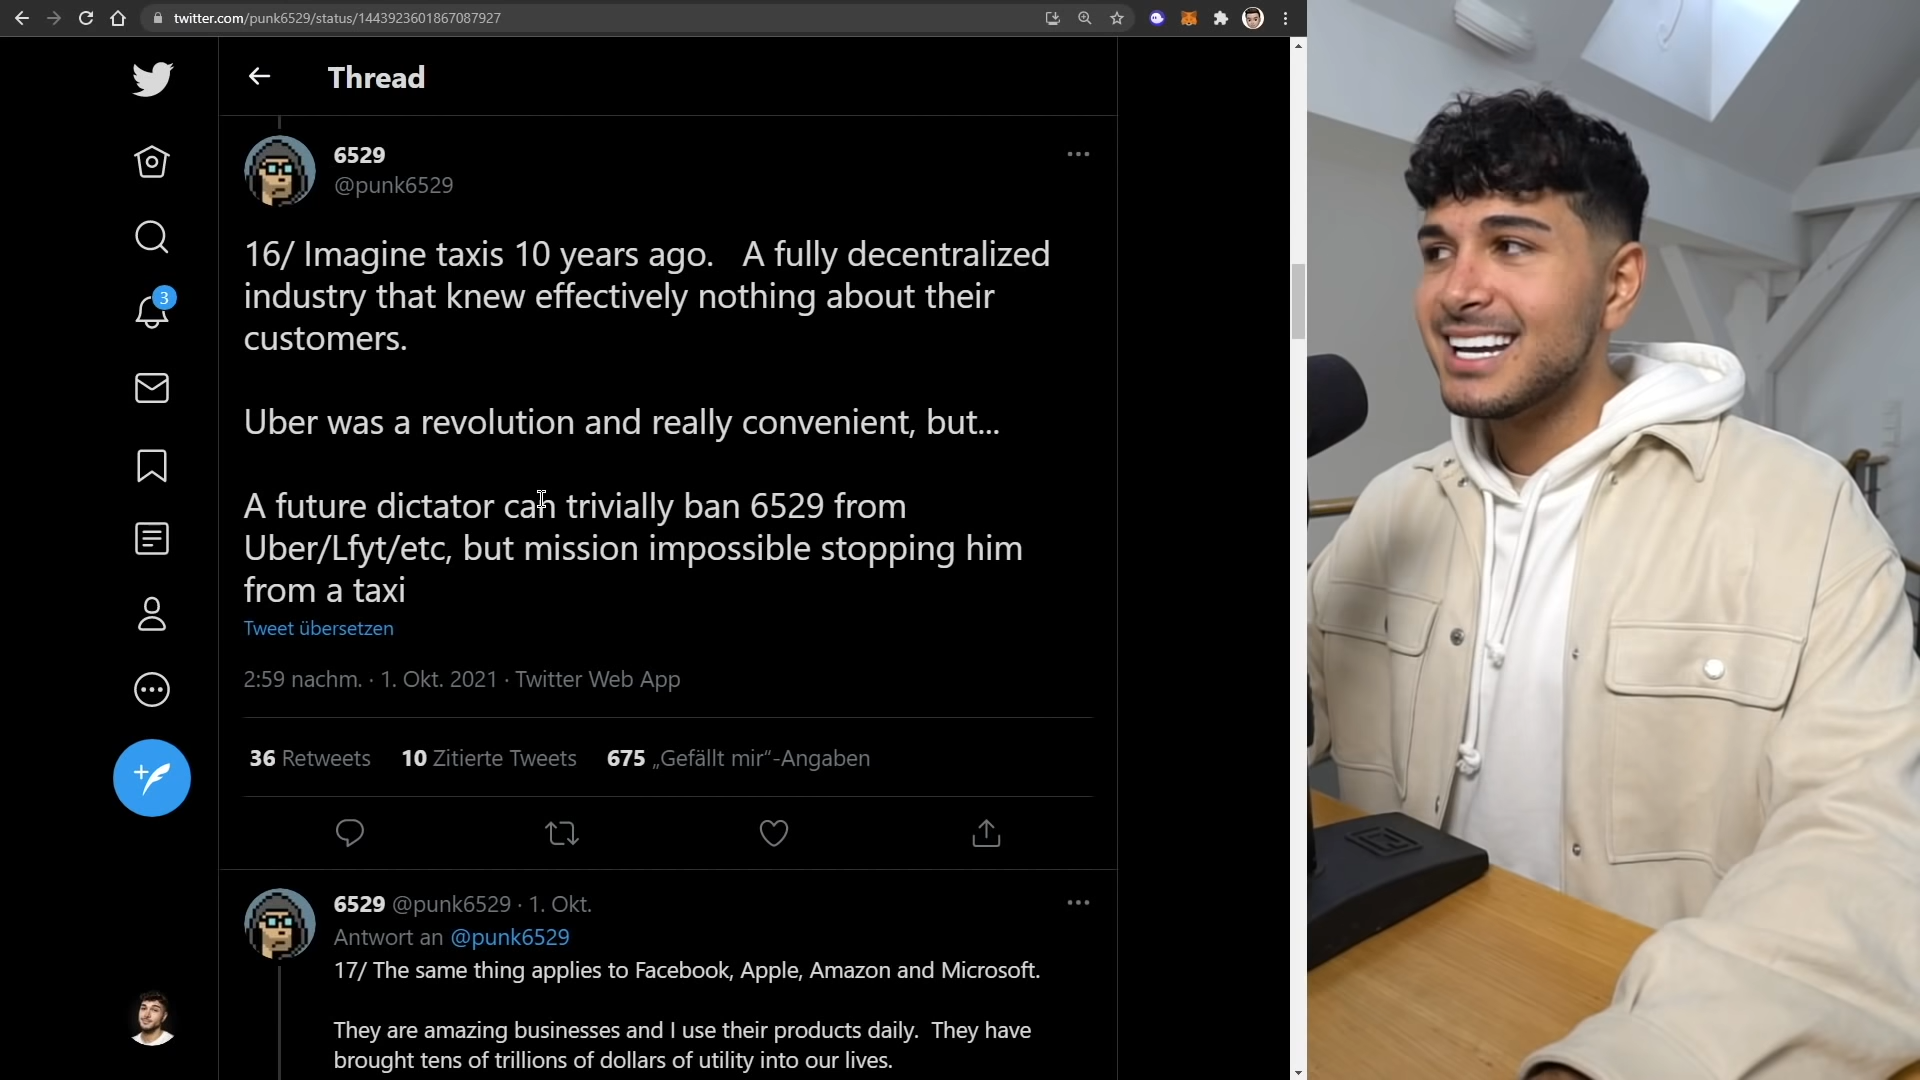 twitter.com/punk6529/status/1443923601867087927
Thread
6529
@punk6529
16/ Imagine taxis 10 years ago. A fully decentralized
industry that knew effectively nothing about their
customers.
Uber was a revolution and really convenient, but...
A future dictator can trivially ban 6529 from
Uber/Lfyt/etc, but mission impossible stopping him
from a taxi
Tweet übersetzen
2:59 nachm. · 1. Okt. 2021 · Twitter Web App
36 Retweets 10 Zitierte Tweets 675 „Gefällt mir“-Angaben
3
6529 @punk6529 · 1. Okt.
Antwort an @punk6529
17/ The same thing applies to Facebook, Apple, Amazon and Microsoft.
They are amazing businesses and I use their products daily. They have
brought tens of trillions of dollars of utility into our lives.